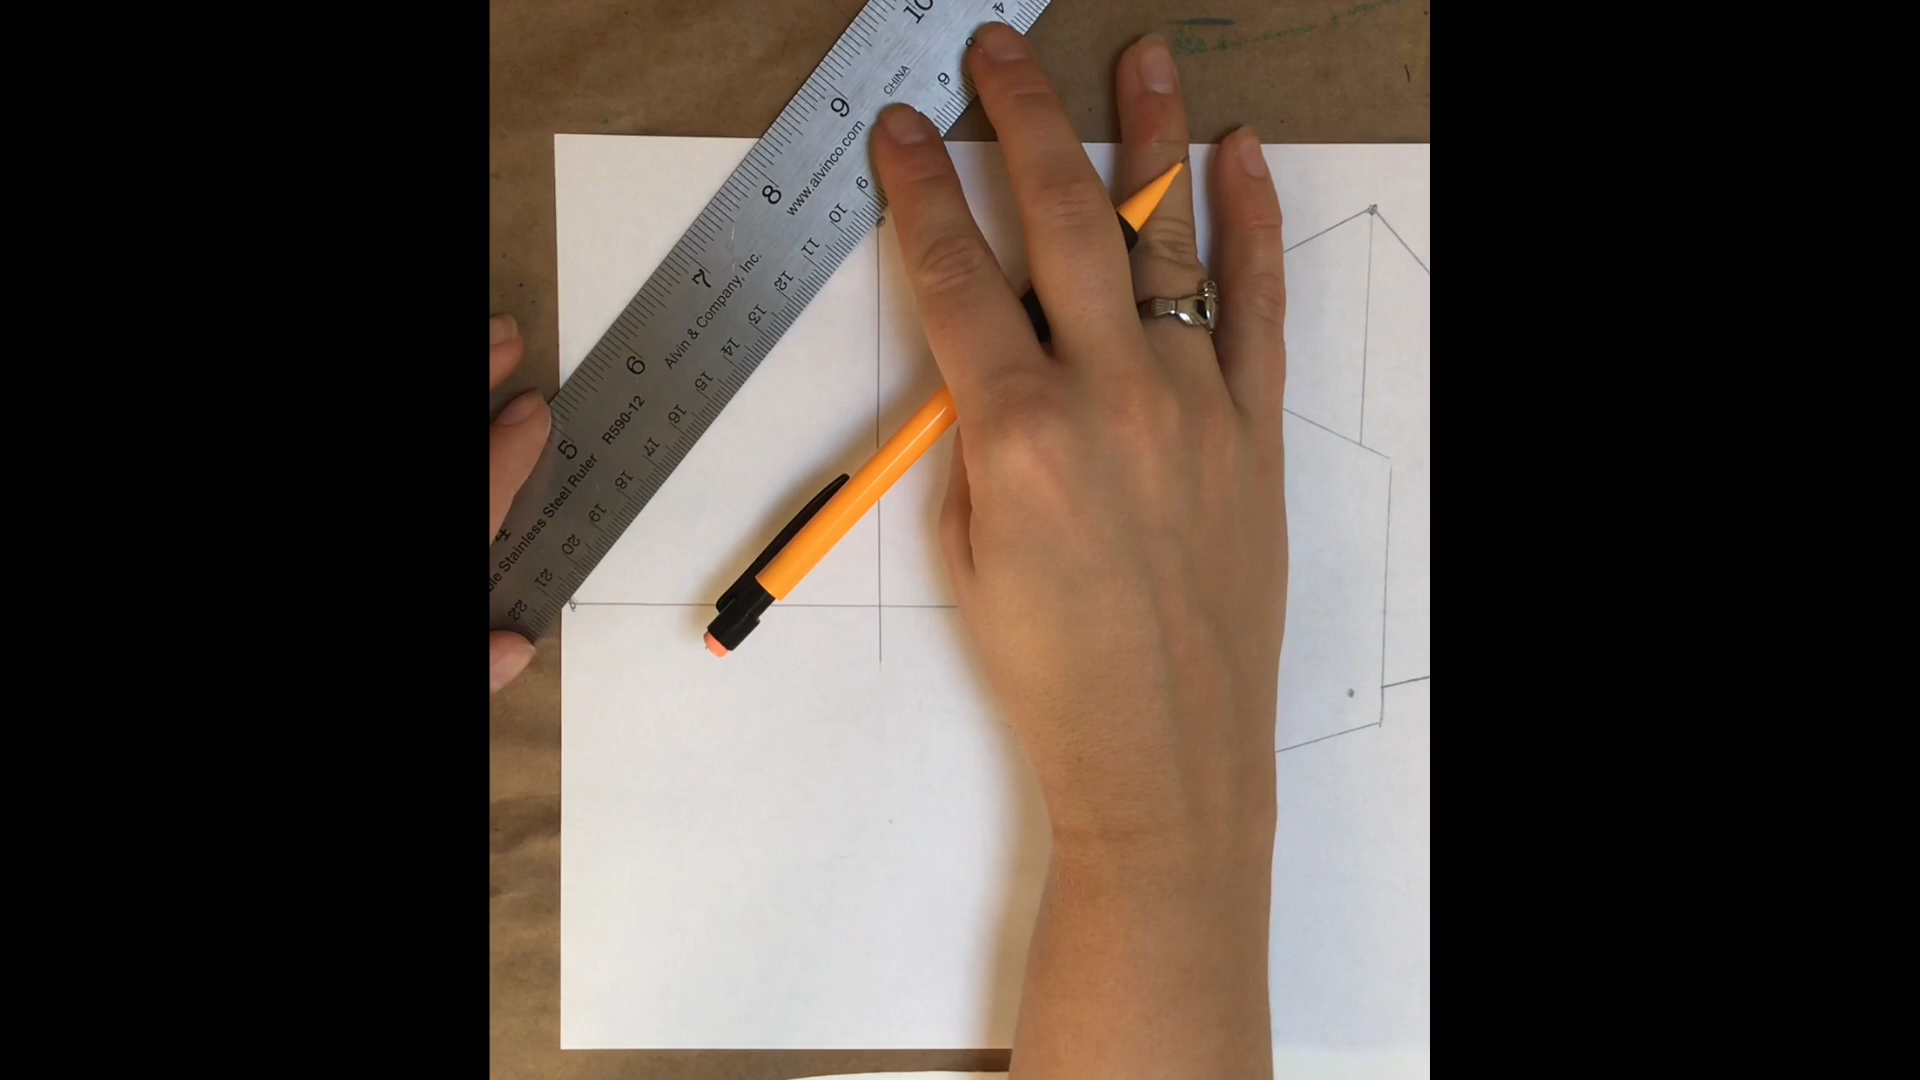 4 5 6 7 8 9 10
Stainless Steel Ruler R590-12 Alvin & Company, Inc. www.alvinco.com CHINA
22 21 20 19 18 17 16 15 14 13 12 11 10 9